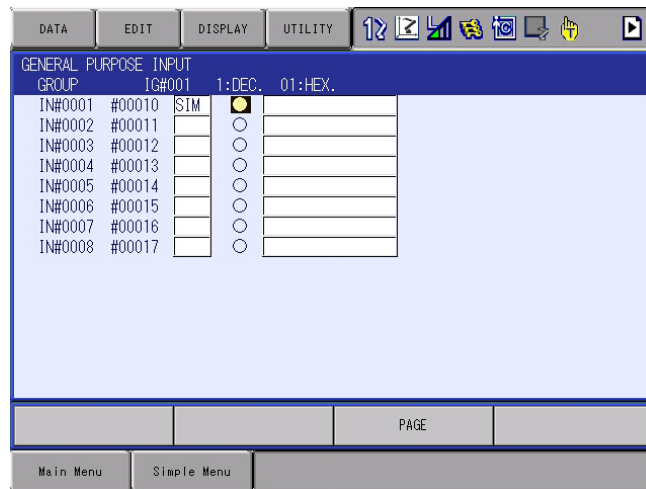 DATA EDIT DISPLAY UTILITY
GENERAL PURPOSE INPUT
GROUP IG#001 1:DEC. 01:HEX.
IN#0001 #00010 SIM
IN#0002 #00011
IN#0003 #00012
IN#0004 #00013
IN#0005 #00014
IN#0006 #00015
IN#0007 #00016
IN#0008 #00017
PAGE
Main Menu Simple Menu